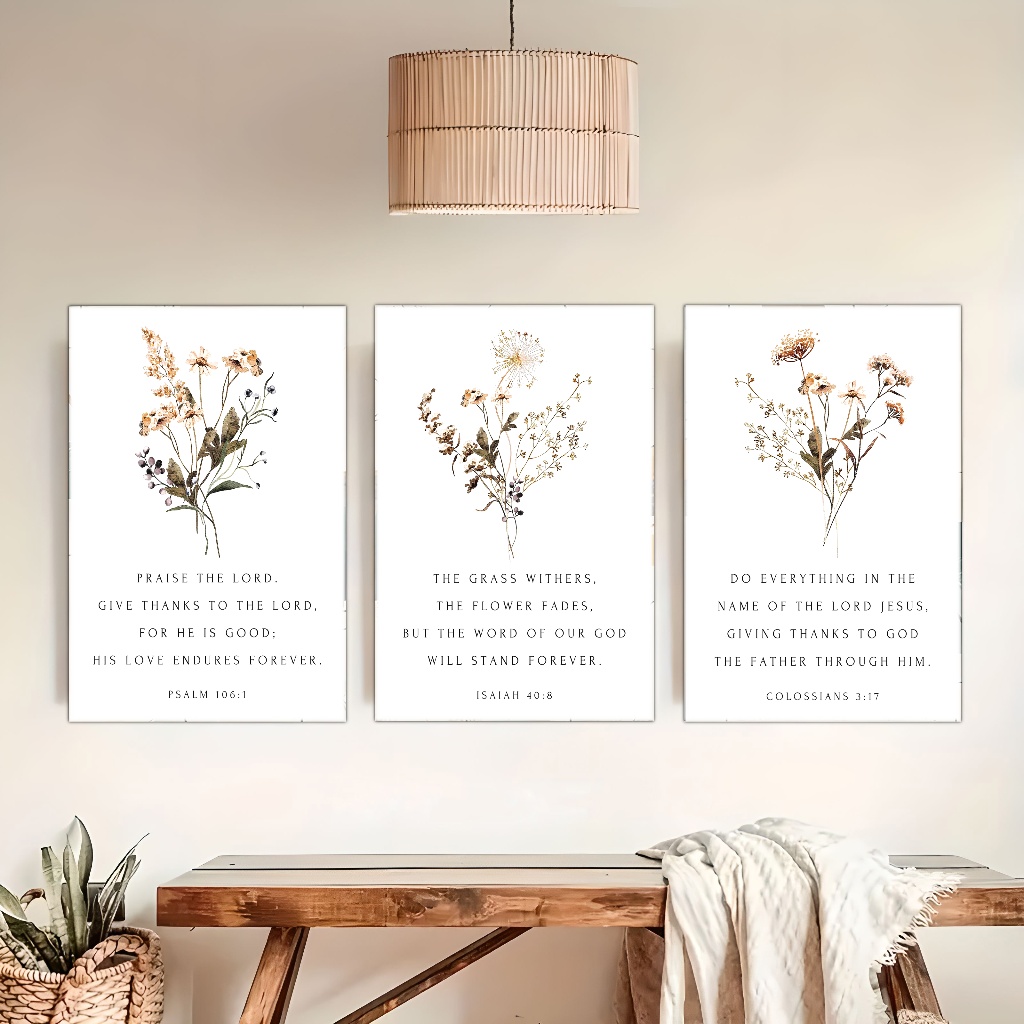 PRAISE THE LORD.
GIVE THANKS TO THE LORD,
FOR HE IS GOOD;
HIS LOVE ENDURES FOREVER.
PSALM 106:1
THE GRASS WITHERS,
THE FLOWER FADES,
BUT THE WORD OF OUR GOD
WILL STAND FOREVER.
ISAIAH 40:8
DO EVERYTHING IN THE
NAME OF THE LORD JESUS,
GIVING THANKS TO GOD
THE FATHER THROUGH HIM.
COLOSSIANS 3:17